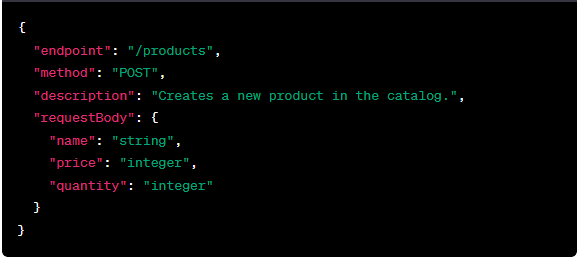 {
  "endpoint": "/products",
  "method": "POST",
  "description": "Creates a new product in the catalog.",
  "requestBody": {
    "name": "string",
    "price": "integer",
    "quantity": "integer"
  }
}